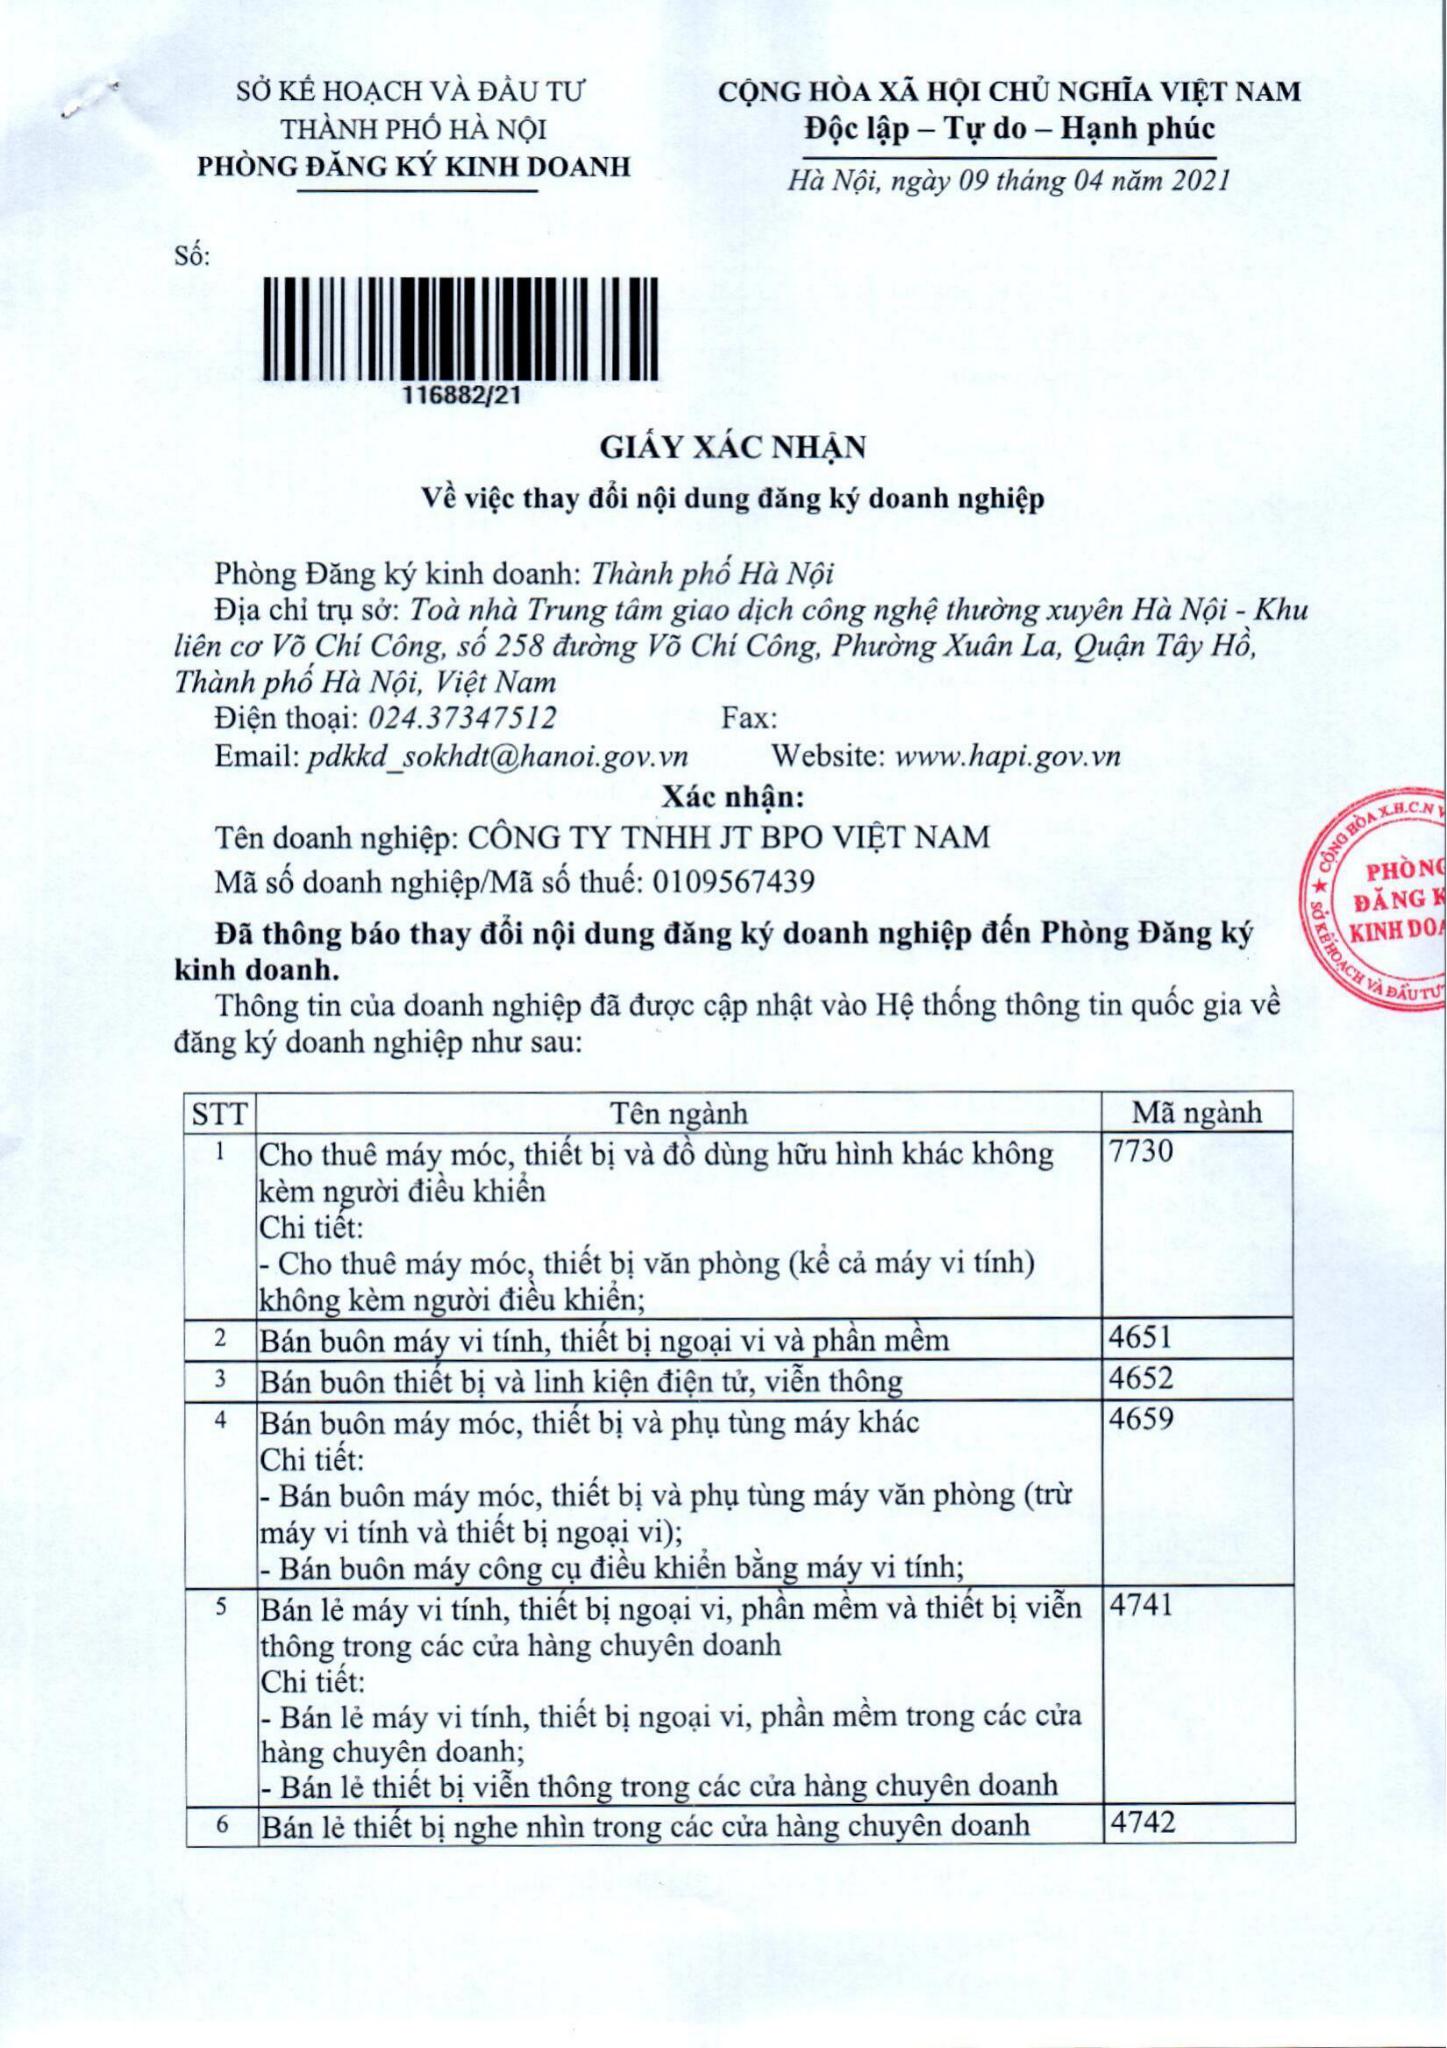 SỞ KẾ HOẠCH VÀ ĐẦU TƯ
THÀNH PHỐ HÀ NỘI
PHÒNG ĐĂNG KÝ KINH DOANH
CỘNG HÒA XÃ HỘI CHỦ NGHĨA VIỆT NAM
Độc lập – Tự do – Hạnh phúc
Hà Nội, ngày 09 tháng 04 năm 2021
Số:
116882/21
GIẤY XÁC NHẬN
Về việc thay đổi nội dung đăng ký doanh nghiệp
Phòng Đăng ký kinh doanh: Thành phố Hà Nội
Địa chỉ trụ sở: Toà nhà Trung tâm giao dịch công nghệ thường xuyên Hà Nội - Khu
liên cơ Võ Chí Công, số 258 đường Võ Chí Công, Phường Xuân La, Quận Tây Hồ,
Thành phố Hà Nội, Việt Nam
Điện thoại: 024.37347512 Fax:
Email: pdkkd_sokhdt@hanoi.gov.vn Website: www.hapi.gov.vn
Xác nhận:
Tên doanh nghiệp: CÔNG TY TNHH JT BPO VIỆT NAM
Mã số doanh nghiệp/Mã số thuế: 0109567439
Đã thông báo thay đổi nội dung đăng ký doanh nghiệp đến Phòng Đăng ký
kinh doanh.
Thông tin của doanh nghiệp đã được cập nhật vào Hệ thống thông tin quốc gia về
đăng ký doanh nghiệp như sau:
CỘNG HÒA X.H.C.N V
PHÒNG
ĐĂNG K
KINH DOA
SỞ KẾ HOẠCH VÀ ĐẦU TƯ
STT Tên ngành Mã ngành
1 Cho thuê máy móc, thiết bị và đồ dùng hữu hình khác không 7730
kèm người điều khiển
Chi tiết:
- Cho thuê máy móc, thiết bị văn phòng (kể cả máy vi tính)
không kèm người điều khiển;
2 Bán buôn máy vi tính, thiết bị ngoại vi và phần mềm 4651
3 Bán buôn thiết bị và linh kiện điện tử, viễn thông 4652
4 Bán buôn máy móc, thiết bị và phụ tùng máy khác 4659
Chi tiết:
- Bán buôn máy móc, thiết bị và phụ tùng máy văn phòng (trừ
máy vi tính và thiết bị ngoại vi);
- Bán buôn máy công cụ điều khiển bằng máy vi tính;
5 Bán lẻ máy vi tính, thiết bị ngoại vi, phần mềm và thiết bị viễn 4741
thông trong các cửa hàng chuyên doanh
Chi tiết:
- Bán lẻ máy vi tính, thiết bị ngoại vi, phần mềm trong các cửa
hàng chuyên doanh;
- Bán lẻ thiết bị viễn thông trong các cửa hàng chuyên doanh
6 Bán lẻ thiết bị nghe nhìn trong các cửa hàng chuyên doanh 4742